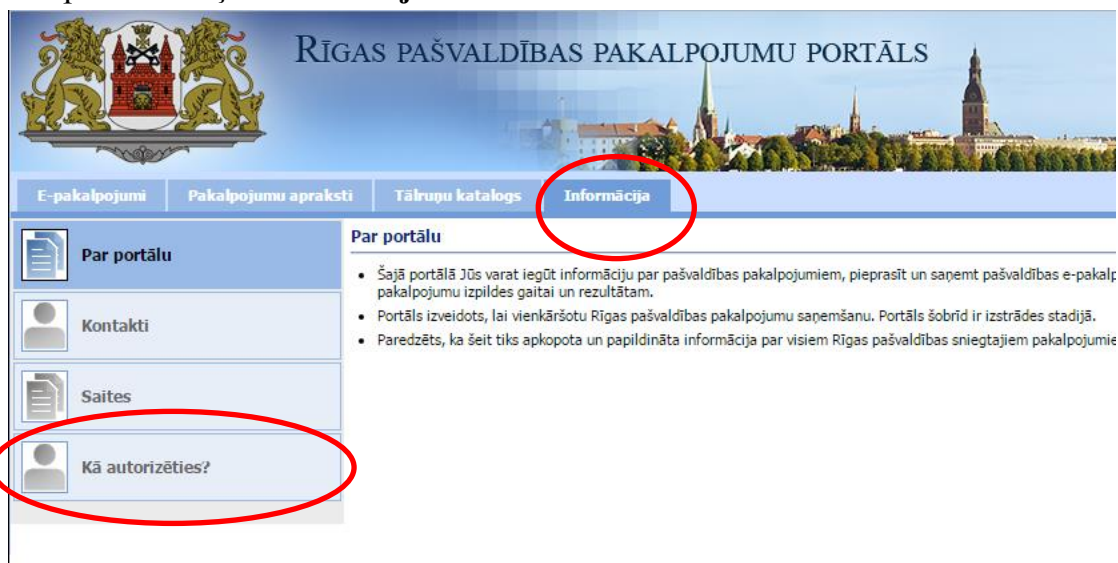 RĪGAS PAŠVALDĪBAS PAKALPOJUMU PORTĀLS
E-pakalpojumi Pakalpojumu apraksti Tālruņu katalogs Informācija
Par portālu
Kontakti
Saites
Kā autorizēties?
Par portālu
• Šajā portālā Jūs varat iegūt informāciju par pašvaldības pakalpojumiem, pieprasīt un saņemt pašvaldības e-pakalp
pakalpojumu izpildes gaitai un rezultātam.
• Portāls izveidots, lai vienkāršotu Rīgas pašvaldības pakalpojumu saņemšanu. Portāls šobrīd ir izstrādes stadijā.
• Paredzēts, ka šeit tiks apkopota un papildināta informācija par visiem Rīgas pašvaldības sniegtajiem pakalpojumie